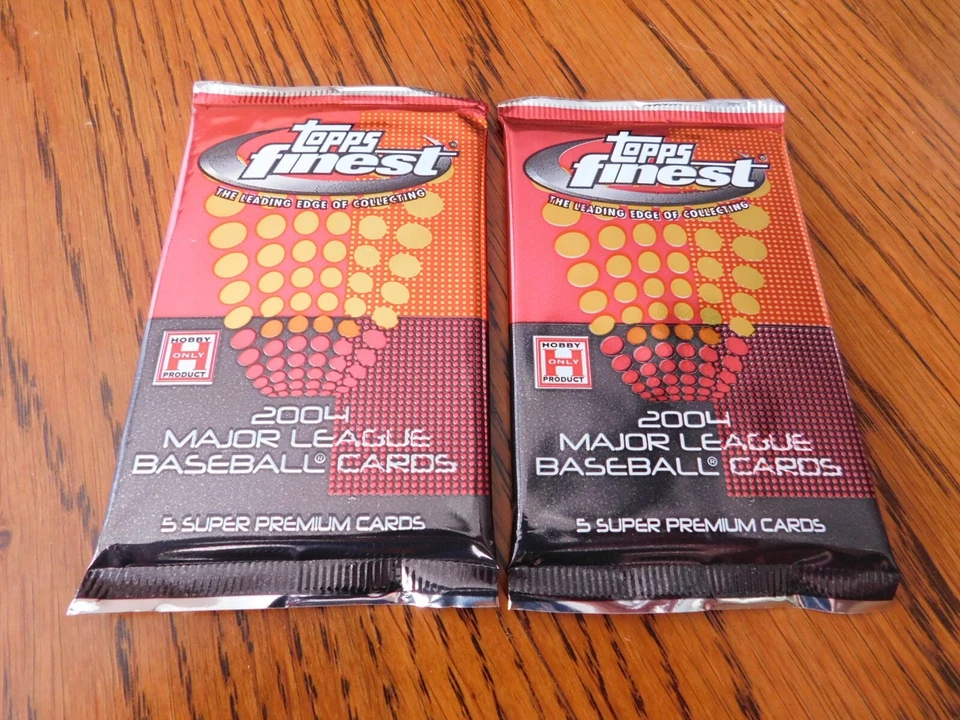 topps
finest
THE LEADING EDGE OF COLLECTING
HOBBY
H
ONLY
PRODUCT
2004
MAJOR LEAGUE
BASEBALL® CARDS
5 SUPER PREMIUM CARDS
topps
finest
THE LEADING EDGE OF COLLECTING
HOBBY
H
ONLY
PRODUCT
2004
MAJOR LEAGUE
BASEBALL® CARDS
5 SUPER PREMIUM CARDS